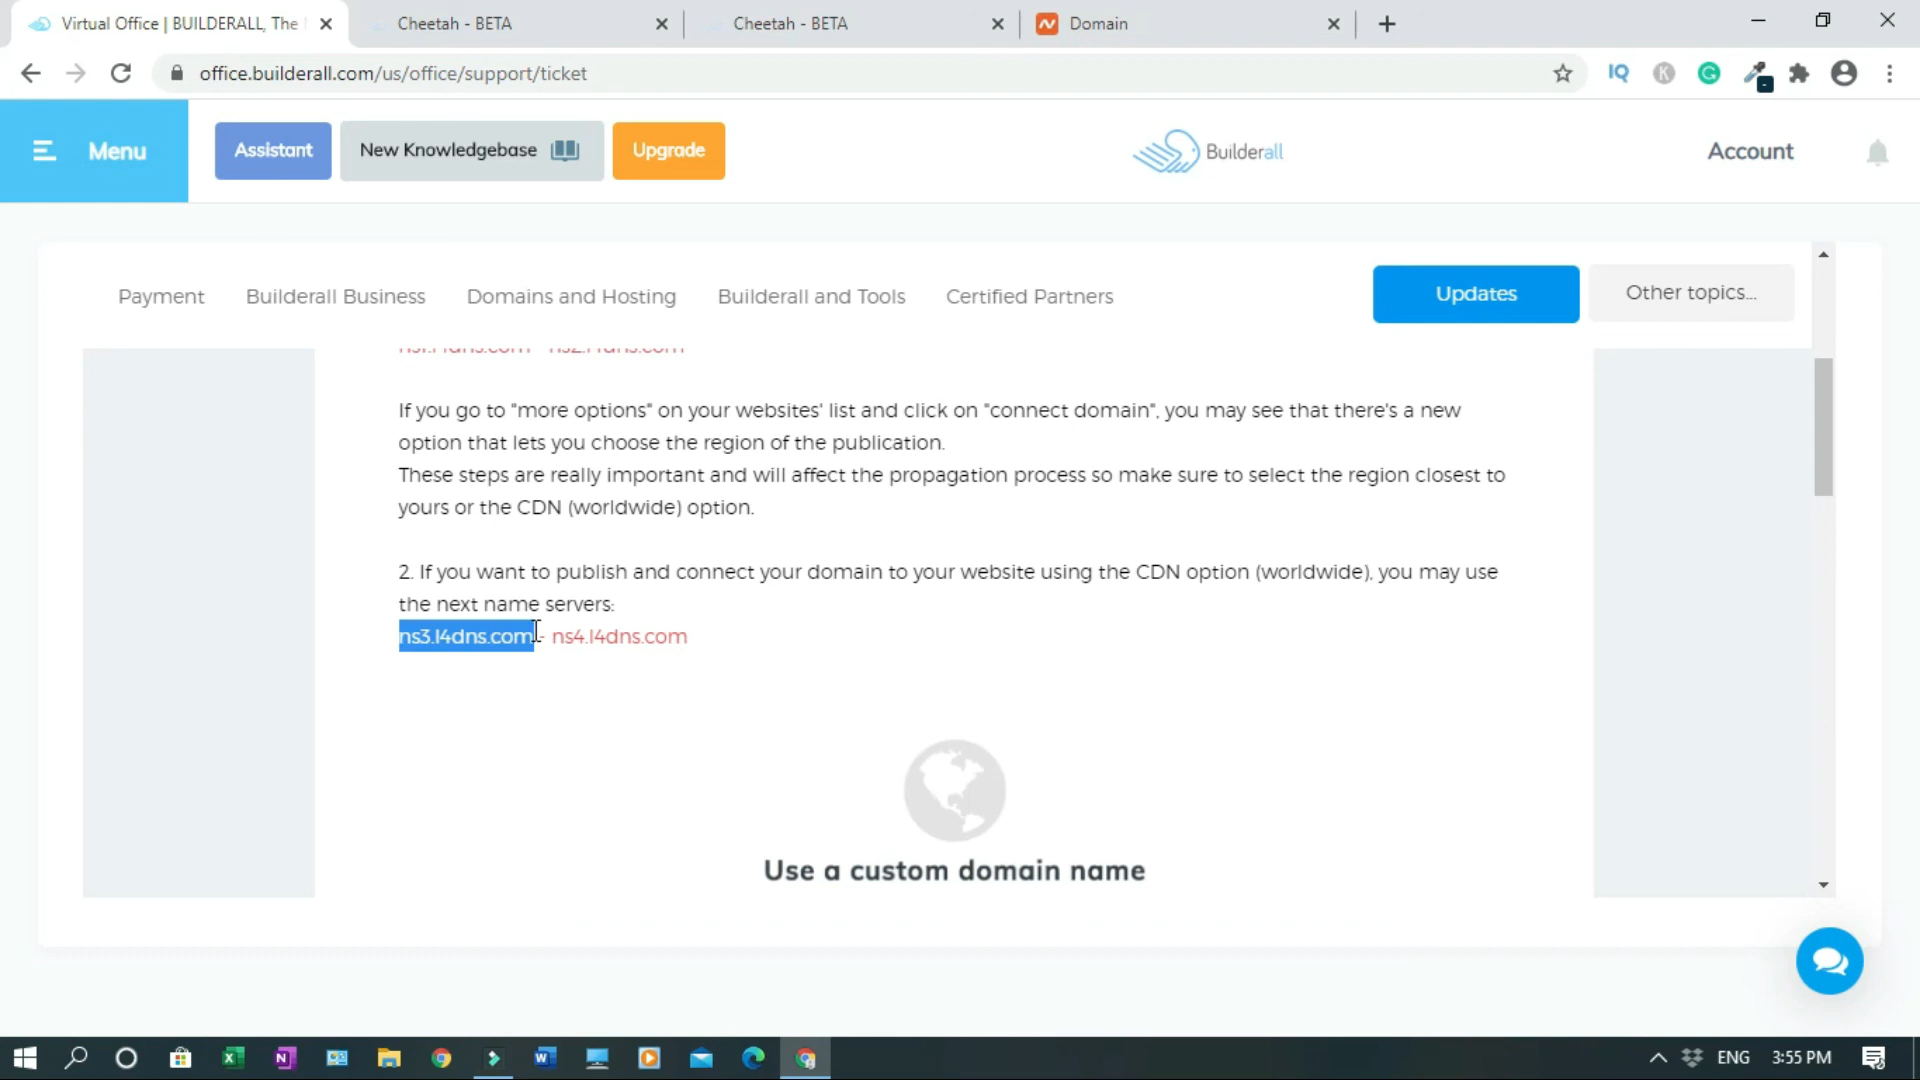 Virtual Office | BUILDERALL, The
Cheetah - BETA
Cheetah - BETA
Domain
office.builderall.com/us/office/support/ticket
IQ
Menu
Assistant
New Knowledgebase
Upgrade
Builderall
Account
Payment
Builderall Business
Domains and Hosting
Builderall and Tools
Certified Partners
Updates
Other topics...
If you go to "more options" on your websites' list and click on "connect domain", you may see that there's a new
option that lets you choose the region of the publication.
These steps are really important and will affect the propagation process so make sure to select the region closest to
yours or the CDN (worldwide) option.
2. If you want to publish and connect your domain to your website using the CDN option (worldwide), you may use
the next name servers:
ns3.l4dns.com - ns4.l4dns.com
Use a custom domain name
ENG
3:55 PM